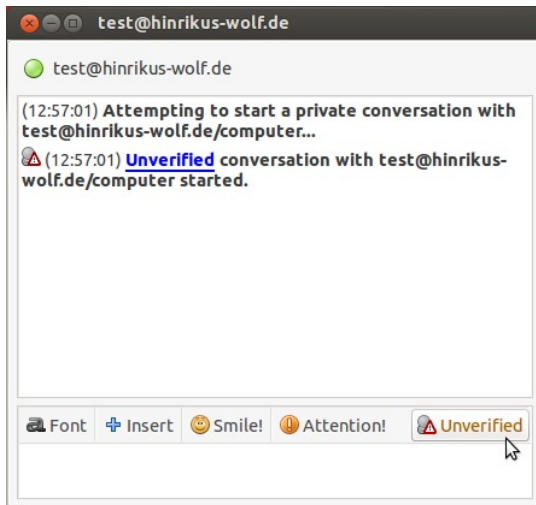 test@hinrikus-wolf.de
test@hinrikus-wolf.de
(12:57:01) Attempting to start a private conversation with
test@hinrikus-wolf.de/computer...
(12:57:01) Unverified conversation with test@hinrikus-
wolf.de/computer started.
Font Insert Smile! Attention! Unverified